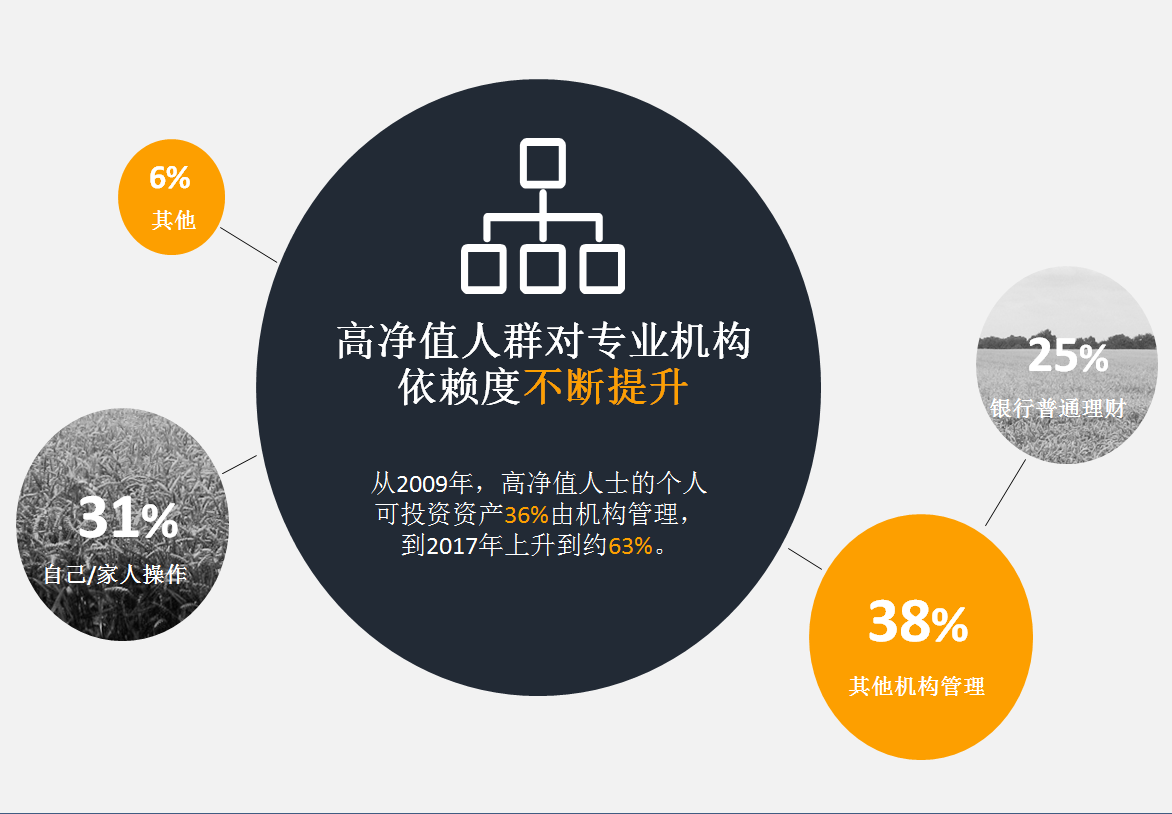 6%
其他
高净值人群对专业机构
依赖度不断提升
从2009年，高净值人士的个人
可投资资产36%由机构管理，
到2017年上升到约63%。
31%
自己/家人操作
25%
银行普通理财
38%
其他机构管理